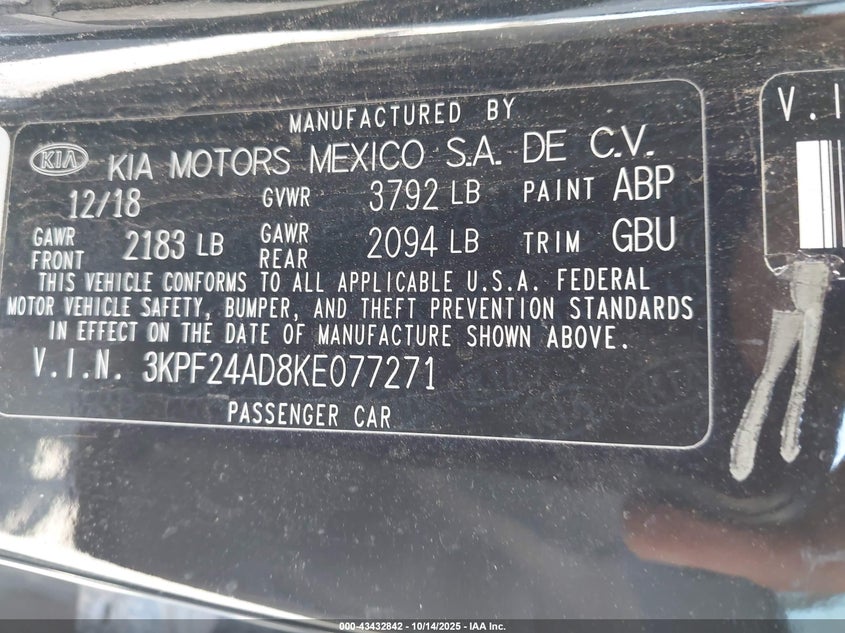 MANUFACTURED BY
KIA KIA MOTORS MEXICO S.A. DE C.V.
12/18 GVWR 3792 LB PAINT ABP
GAWR FRONT 2183 LB GAWR REAR 2094 LB TRIM GBU
THIS VEHICLE CONFORMS TO ALL APPLICABLE U.S.A. FEDERAL
MOTOR VEHICLE SAFETY, BUMPER, AND THEFT PREVENTION STANDARDS
IN EFFECT ON THE DATE OF MANUFACTURE SHOWN ABOVE.
V.I.N. 3KPF24AD8KE077271
PASSENGER CAR
V.I
000-43432842 - 10/14/2025 - IAA Inc.